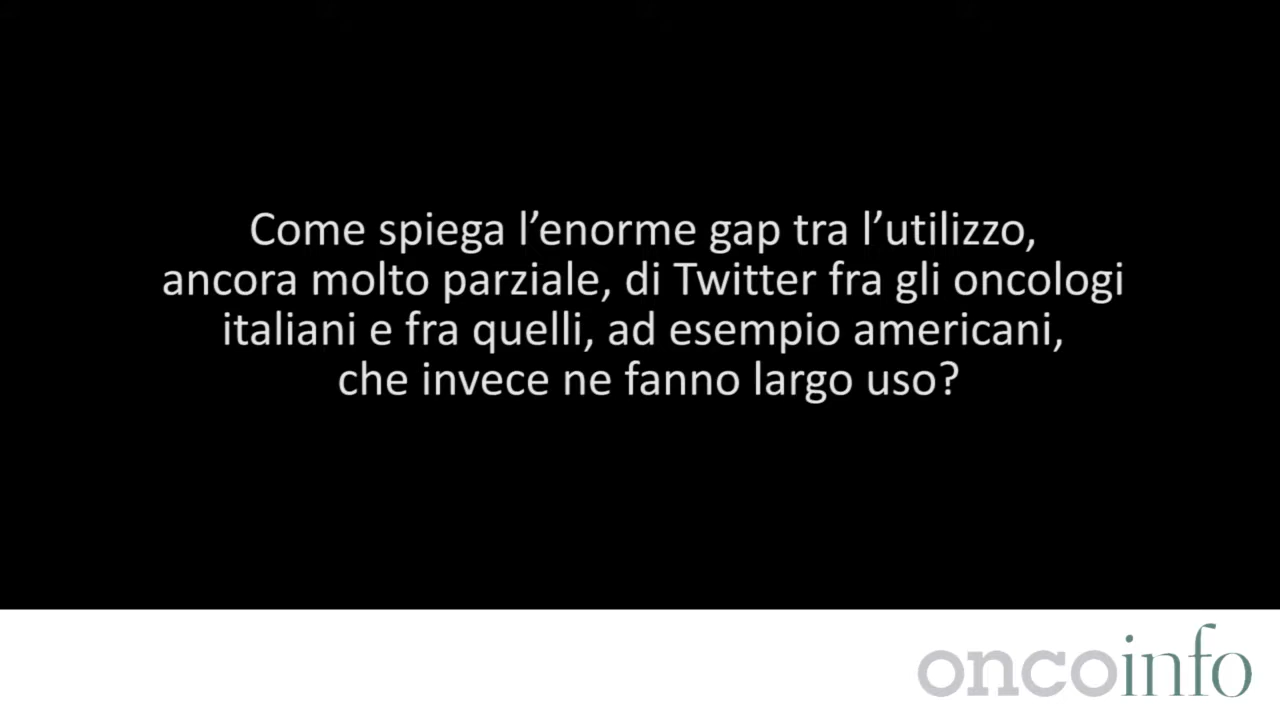 Come spiega l’enorme gap tra l’utilizzo,
ancora molto parziale, di Twitter fra gli oncologi
italiani e fra quelli, ad esempio americani,
che invece ne fanno largo uso?
oncoinfo